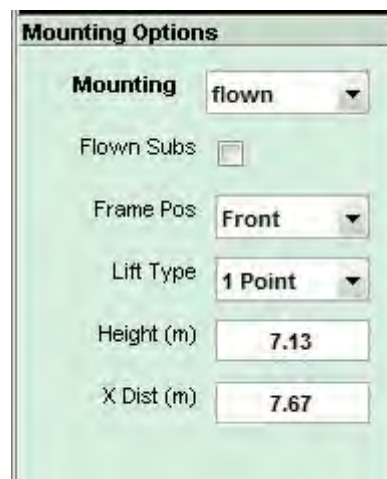 Mounting Options
Mounting flown
Flown Subs
Frame Pos Front
Lift Type 1 Point
Height (m) 7.13
X Dist (m) 7.67